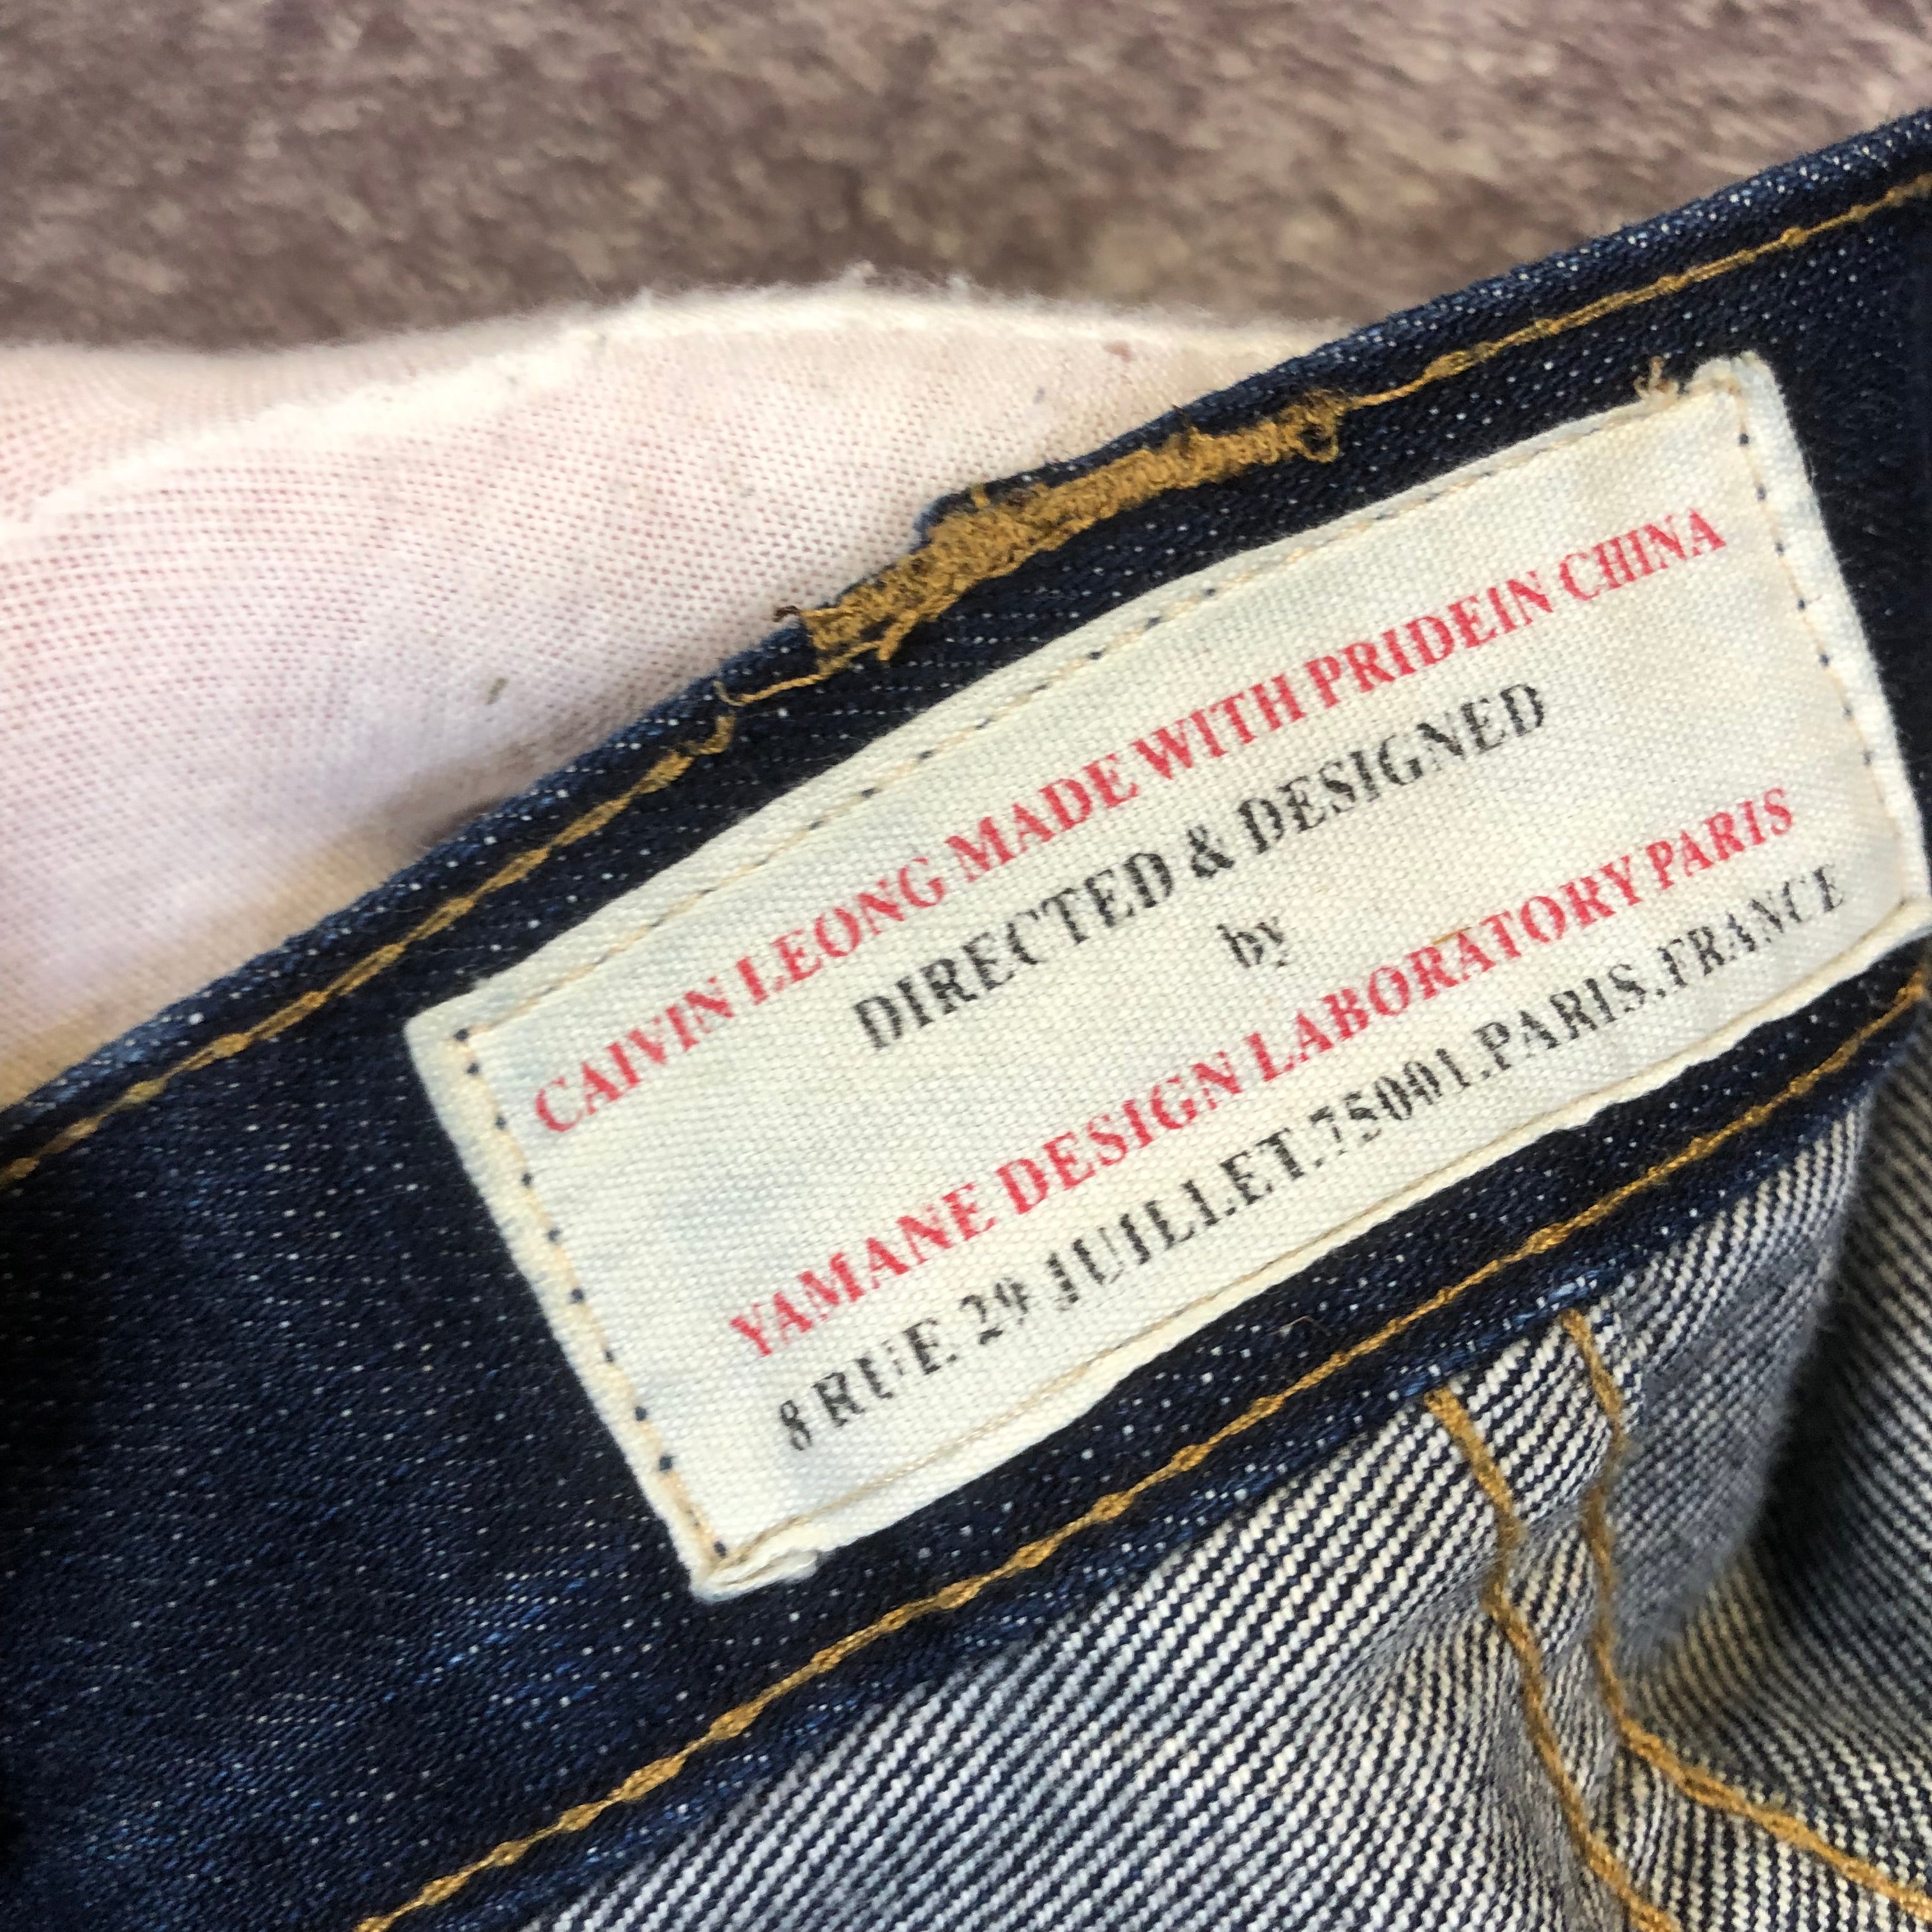 CAIVIN LEONG MADE WITH PRIDEIN CHINA
DIRECTED & DESIGNED
by
YAMANE DESIGN LABORATORY PARIS
8 RUE 29 JUILLET.75001.PARIS.FRANCE